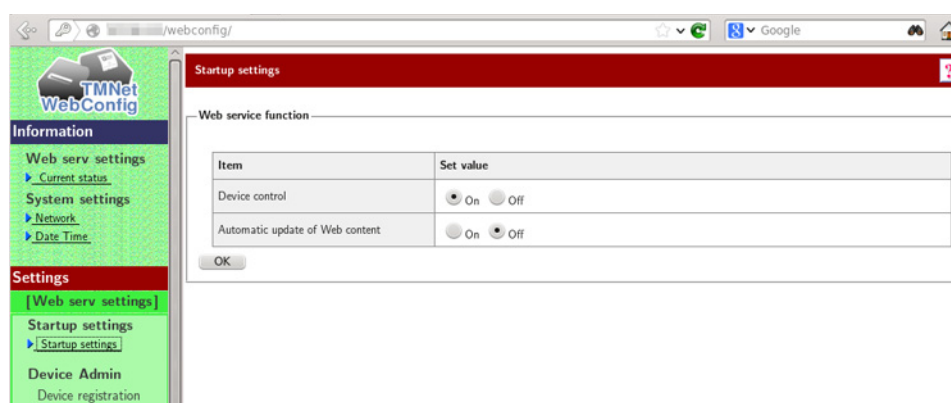 /webconfig/
Google
TMNet
WebConfig
Information
Web serv settings
Current status
System settings
Network
Date Time
Settings
[Web serv settings]
Startup settings
Startup settings
Device Admin
Device registration
Startup settings
?
Web service function
Item Set value
Device control On Off
Automatic update of Web content On Off
OK